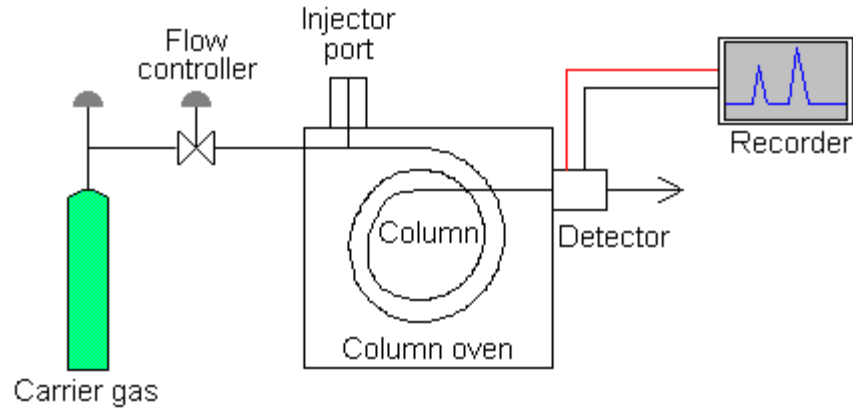 Injector
port
Flow
controller
Recorder
Column
Detector
Column oven
Carrier gas